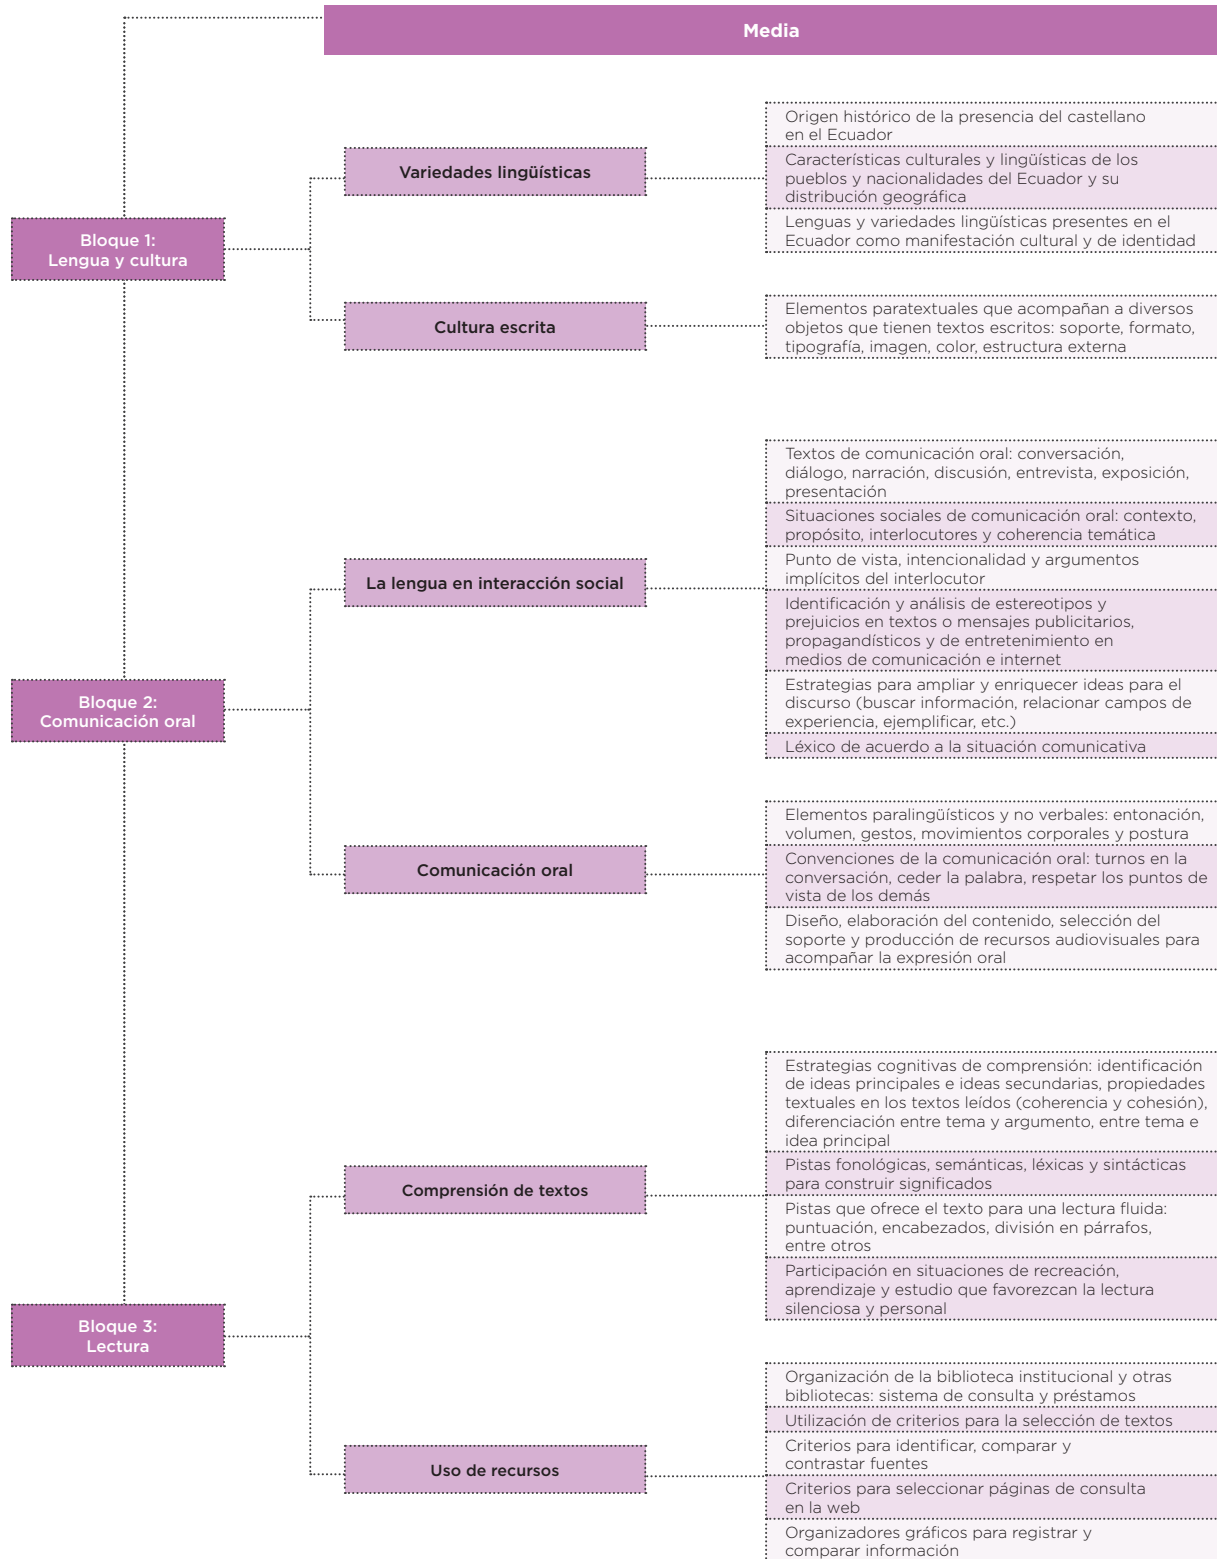 Media
Bloque 1:
Lengua y cultura
Variedades lingüísticas
Origen histórico de la presencia del castellano
en el Ecuador
Características culturales y lingüísticas de los
pueblos y nacionalidades del Ecuador y su
distribución geográfica
Lenguas y variedades lingüísticas presentes en el
Ecuador como manifestación cultural y de identidad
Cultura escrita
Elementos paratextuales que acompañan a diversos
objetos que tienen textos escritos: soporte, formato,
tipografía, imagen, color, estructura externa
Bloque 2:
Comunicación oral
La lengua en interacción social
Textos de comunicación oral: conversación,
diálogo, narración, discusión, entrevista, exposición,
presentación
Situaciones sociales de comunicación oral: contexto,
propósito, interlocutores y coherencia temática
Punto de vista, intencionalidad y argumentos
implícitos del interlocutor
Identificación y análisis de estereotipos y
prejuicios en textos o mensajes publicitarios,
propagandísticos y de entretenimiento en
medios de comunicación e internet
Estrategias para ampliar y enriquecer ideas para el
discurso (buscar información, relacionar campos de
experiencia, ejemplificar, etc.)
Léxico de acuerdo a la situación comunicativa
Comunicación oral
Elementos paralingüísticos y no verbales: entonación,
volumen, gestos, movimientos corporales y postura
Convenciones de la comunicación oral: turnos en la
conversación, ceder la palabra, respetar los puntos de
vista de los demás
Diseño, elaboración del contenido, selección del
soporte y producción de recursos audiovisuales para
acompañar la expresión oral
Bloque 3:
Lectura
Comprensión de textos
Estrategias cognitivas de comprensión: identificación
de ideas principales e ideas secundarias, propiedades
textuales en los textos leídos (coherencia y cohesión),
diferenciación entre tema y argumento, entre tema e
idea principal
Pistas fonológicas, semánticas, léxicas y sintácticas
para construir significados
Pistas que ofrece el texto para una lectura fluida:
puntuación, encabezados, división en párrafos,
entre otros
Participación en situaciones de recreación,
aprendizaje y estudio que favorezcan la lectura
silenciosa y personal
Uso de recursos
Organización de la biblioteca institucional y otras
bibliotecas: sistema de consulta y préstamos
Utilización de criterios para la selección de textos
Criterios para identificar, comparar y
contrastar fuentes
Criterios para seleccionar páginas de consulta
en la web
Organizadores gráficos para registrar y
comparar información